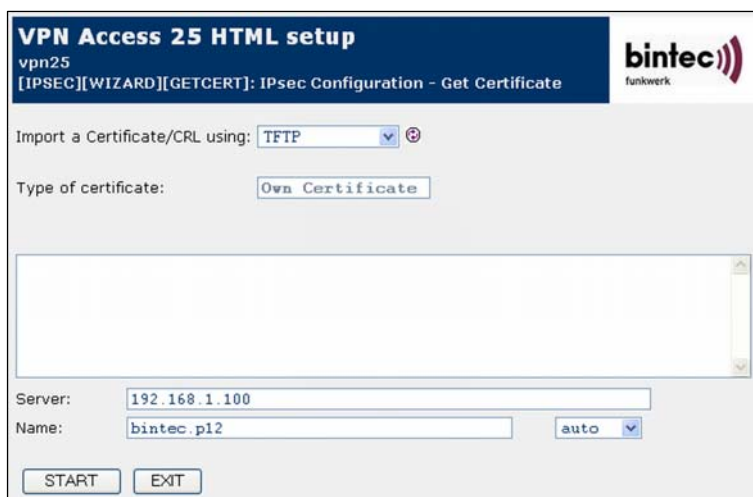 VPN Access 25 HTML setup
vpn25
[IPSEC][WIZARD][GETCERT]: IPsec Configuration - Get Certificate
bintec
funkwerk
Import a Certificate/CRL using: TFTP
Type of certificate: Own Certificate
Server: 192.168.1.100
Name: bintec.p12 auto
START EXIT